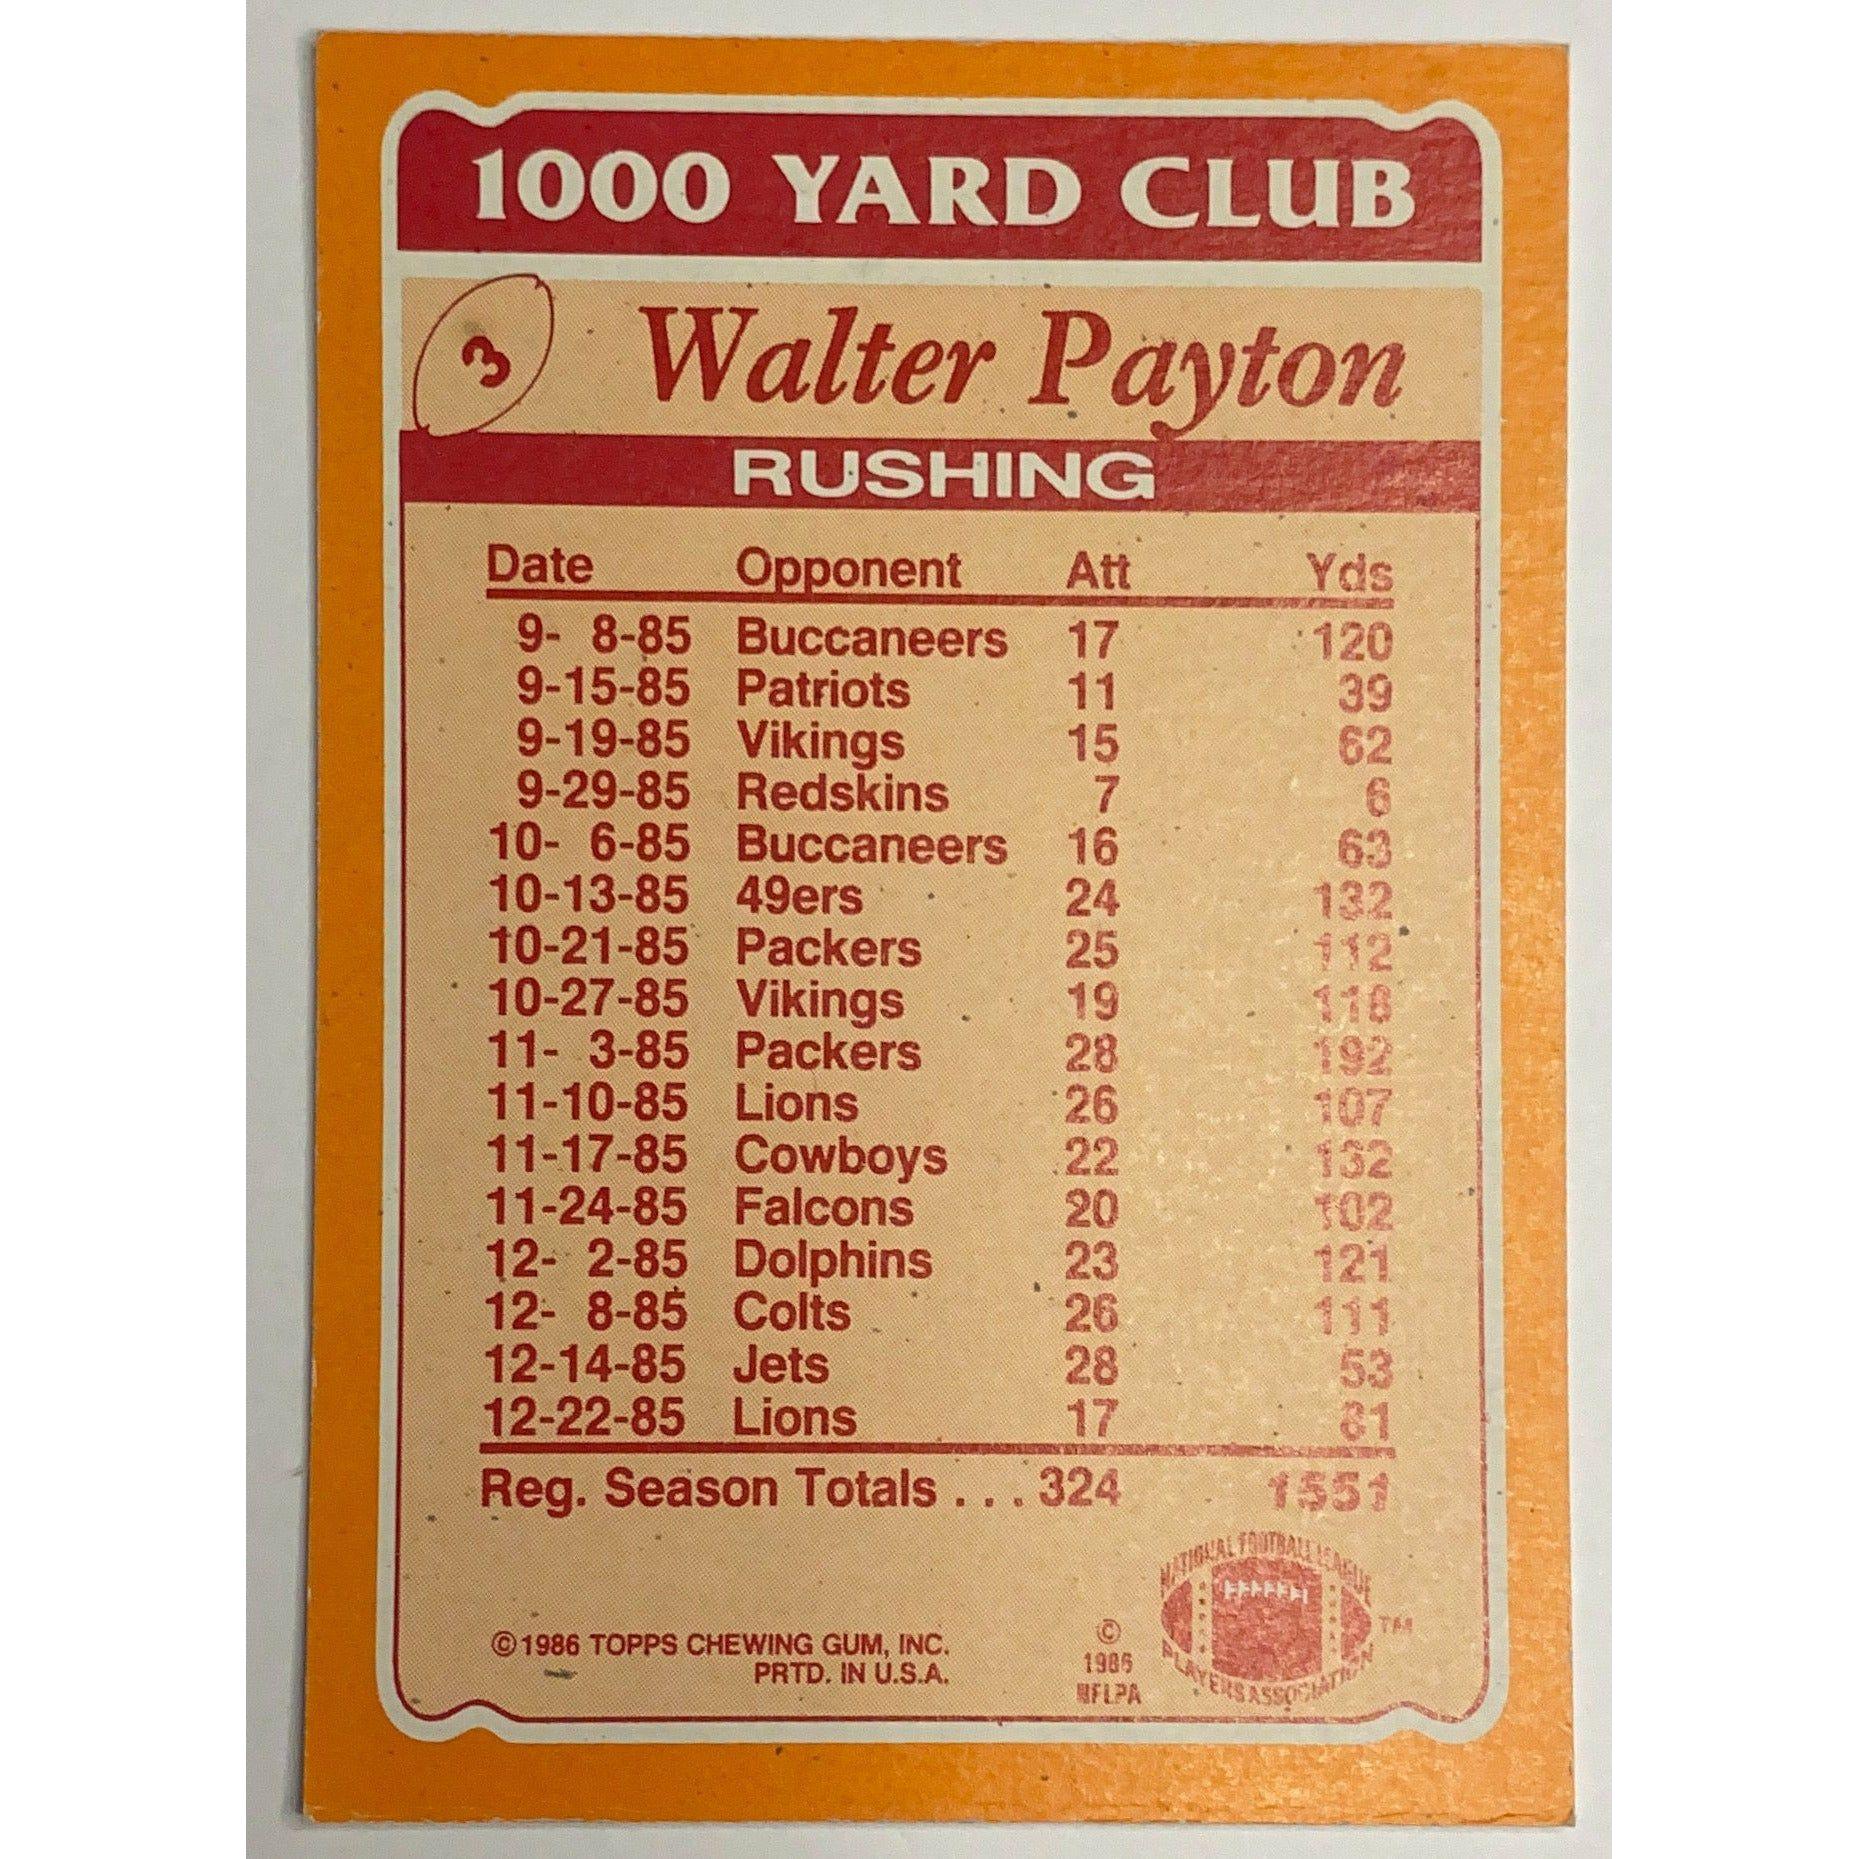 1000 YARD CLUB
3 Walter Payton
RUSHING
Date Opponent Att Yds
9- 8-85 Buccaneers 17 120
9-15-85 Patriots 11 39
9-19-85 Vikings 15 62
9-29-85 Redskins 7 6
10- 6-85 Buccaneers 16 63
10-13-85 49ers 24 132
10-21-85 Packers 25 112
10-27-85 Vikings 19 118
11- 3-85 Packers 28 192
11-10-85 Lions 26 107
11-17-85 Cowboys 22 132
11-24-85 Falcons 20 102
12- 2-85 Dolphins 23 121
12- 8-85 Colts 26 111
12-14-85 Jets 28 53
12-22-85 Lions 17 81
Reg. Season Totals . . . 324 1551
NATIONAL FOOTBALL LEAGUE
PLAYERS ASSOCIATION
TM
© 1986 TOPPS CHEWING GUM, INC.
PRTD. IN U.S.A.
©
1986
NFLPA